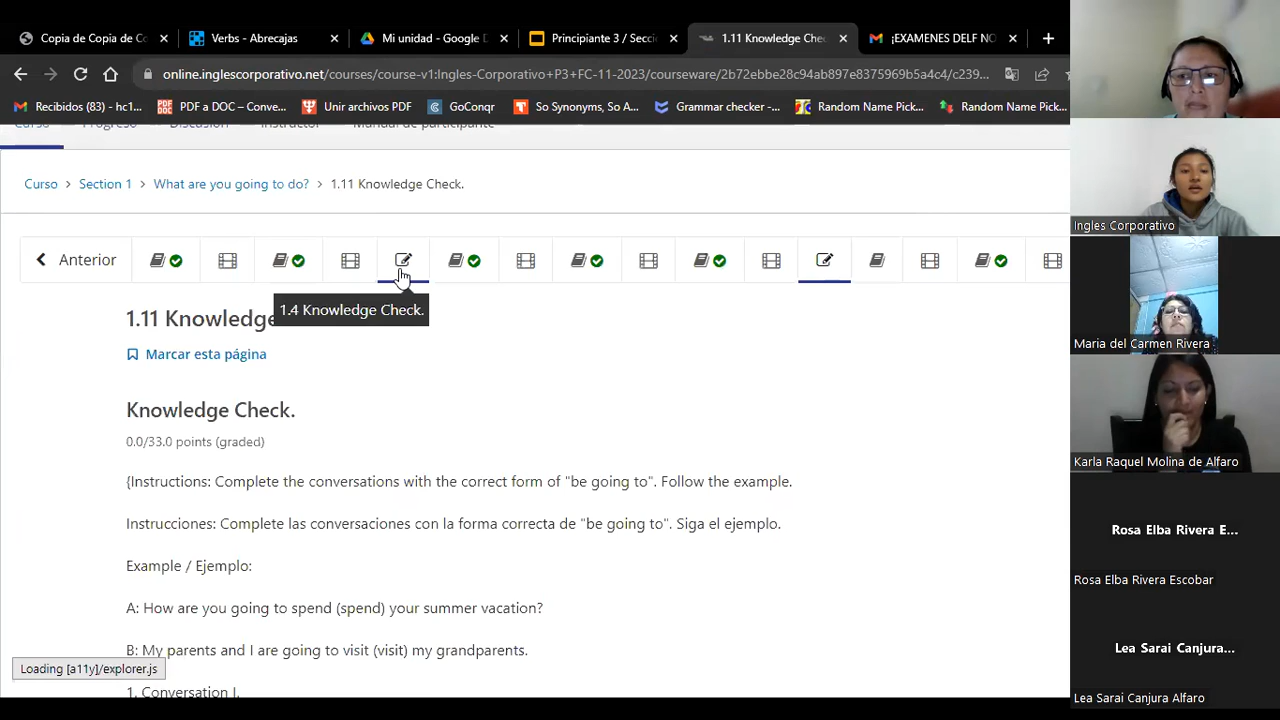 Copia de Copia de Co
Verbs - Abrecajas
Mi unidad - Google D
Principiante 3 / Secci
1.11 Knowledge Chec
¡EXAMENES DELF NO
online.inglescorporativo.net/courses/course-v1:Ingles-Corporativo+P3+FC-11-2023/courseware/2b72ebbe28c94ab897e8375969b5a4c4/c239...
Recibidos (83) - hc1...
PDF a DOC – Conve...
Unir archivos PDF
GoConqr
So Synonyms, So A...
Grammar checker -...
Random Name Pick...
Random Name Pick...
Curso
Progreso
Discusión
Instructor
Manual de participante
Curso > Section 1 > What are you going to do? > 1.11 Knowledge Check.
Anterior
1.4 Knowledge Check.
1.11 Knowledge
Marcar esta página
Knowledge Check.
0.0/33.0 points (graded)
{Instructions: Complete the conversations with the correct form of "be going to". Follow the example.
Instrucciones: Complete las conversaciones con la forma correcta de "be going to". Siga el ejemplo.
Example / Ejemplo:
A: How are you going to spend (spend) your summer vacation?
B: My parents and I are going to visit (visit) my grandparents.
Loading [a11y]/explorer.js
1. Conversation I.
Ingles Corporativo
Maria del Carmen Rivera
Karla Raquel Molina de Alfaro
Rosa Elba Rivera E...
Rosa Elba Rivera Escobar
Lea Sarai Canjura...
Lea Sarai Canjura Alfaro